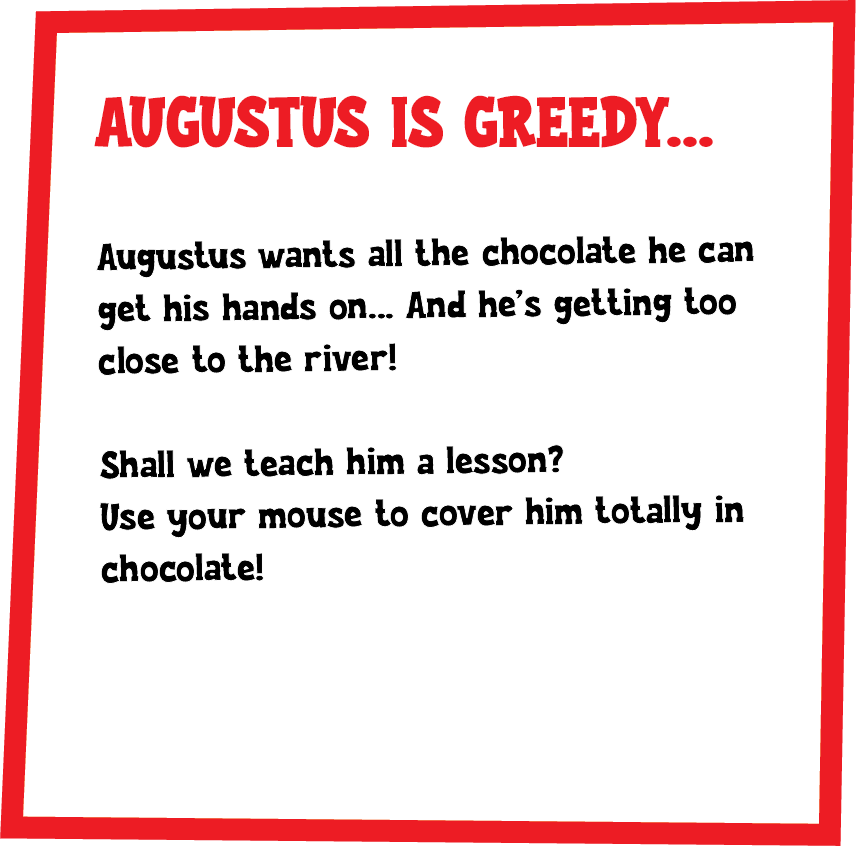 AUGUSTUS IS GREEDY...
Augustus wants all the chocolate he can
get his hands on... And he's getting too
close to the river!
Shall we teach him a lesson?
Use your mouse to cover him totally in
chocolate!